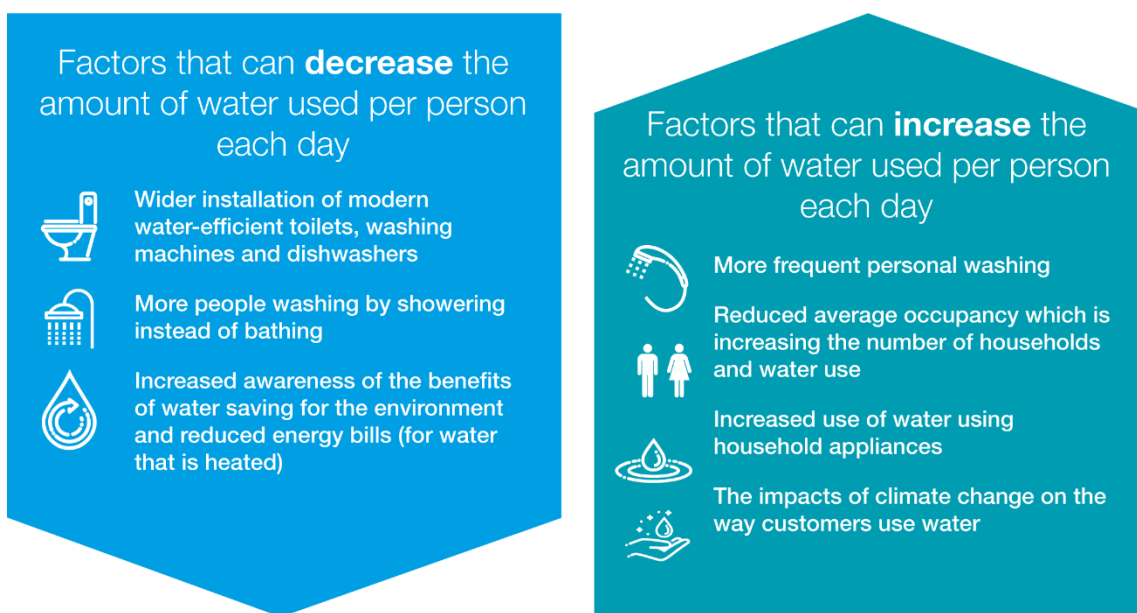 Factors that can decrease the
amount of water used per person
each day
Wider installation of modern
water-efficient toilets, washing
machines and dishwashers
More people washing by showering
instead of bathing
Increased awareness of the benefits
of water saving for the environment
and reduced energy bills (for water
that is heated)
Factors that can increase the
amount of water used per person
each day
More frequent personal washing
Reduced average occupancy which is
increasing the number of households
and water use
Increased use of water using
household appliances
The impacts of climate change on the
way customers use water